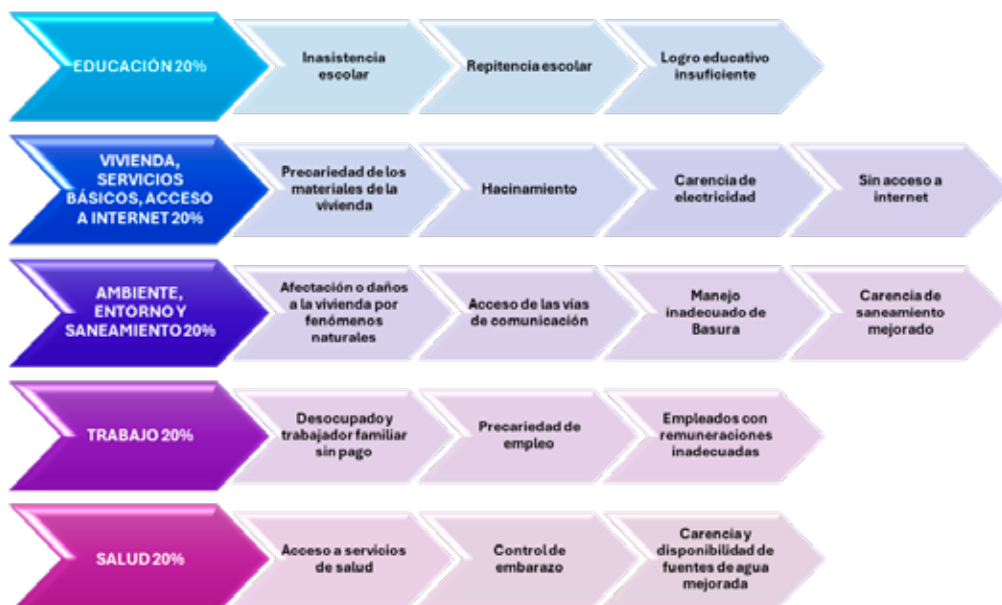 EDUCACIÓN 20%
Inasistencia
escolar
Repitencia escolar
Logro educativo
insuficiente
VIVIENDA,
SERVICIOS
BÁSICOS, ACCESO
A INTERNET 20%
Precariedad de los
materiales de la
vivienda
Hacinamiento
Carencia de
electricidad
Sin acceso a
internet
AMBIENTE,
ENTORNO Y
SANEAMIENTO 20%
Afectación o daños
a la vivienda por
fenómenos
naturales
Acceso de las vías
de comunicación
Manejo
inadecuado de
Basura
Carencia de
saneamiento
mejorado
TRABAJO 20%
Desocupado y
trabajador familiar
sin pago
Precariedad de
empleo
Empleados con
remuneraciones
inadecuadas
SALUD 20%
Acceso a servicios
de salud
Control de
embarazo
Carencia y
disponibilidad de
fuentes de agua
mejorada